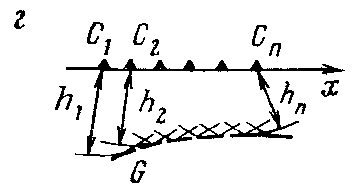 г
C₁ C₂ Cₙ
x
h₁ h₂ hₙ
G